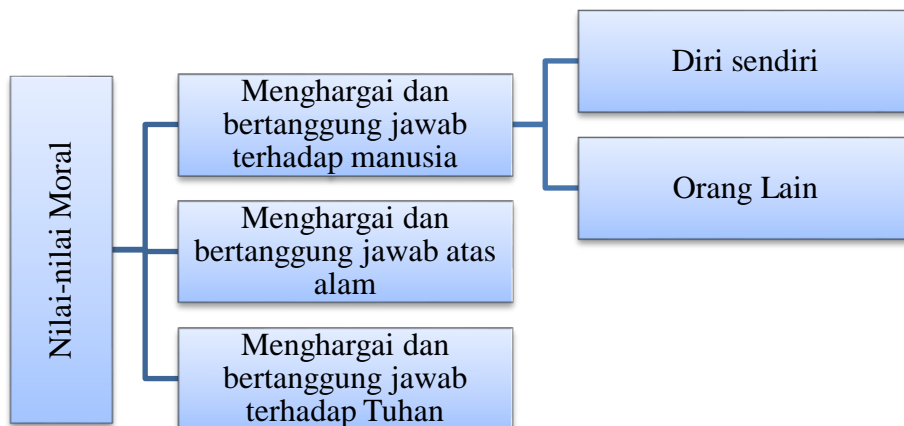 Nilai-nilai Moral
Menghargai dan
bertanggung jawab
terhadap manusia
Diri sendiri
Orang Lain
Menghargai dan
bertanggung jawab atas
alam
Menghargai dan
bertanggung jawab
terhadap Tuhan